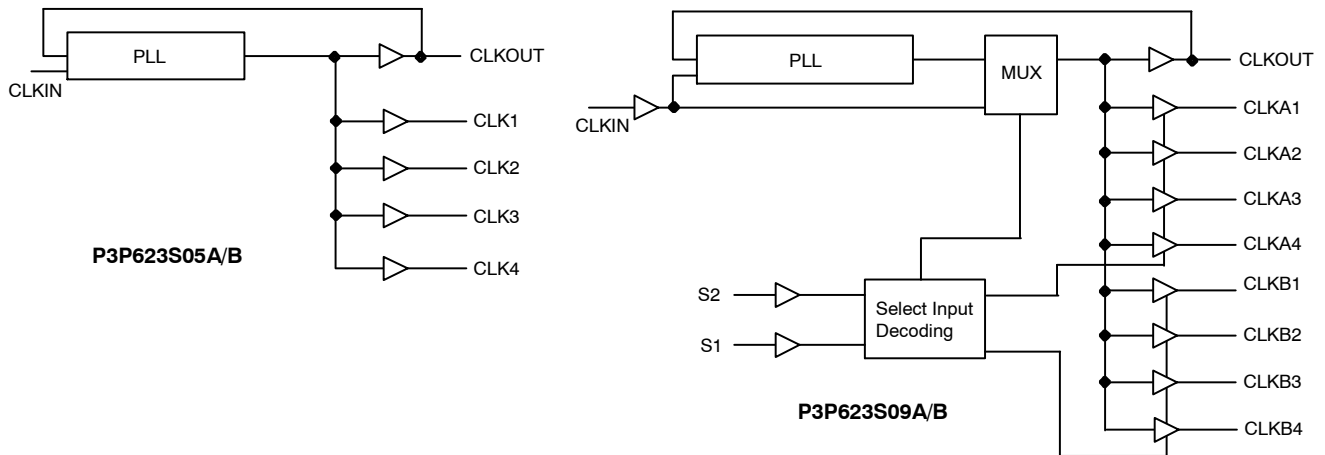 PLL
CLKOUT
CLKIN
CLK1
CLK2
CLK3
CLK4
P3P623S05A/B
PLL
MUX
CLKOUT
CLKIN
CLKA1
CLKA2
CLKA3
CLKA4
S2
S1
Select Input
Decoding
CLKB1
CLKB2
CLKB3
CLKB4
P3P623S09A/B